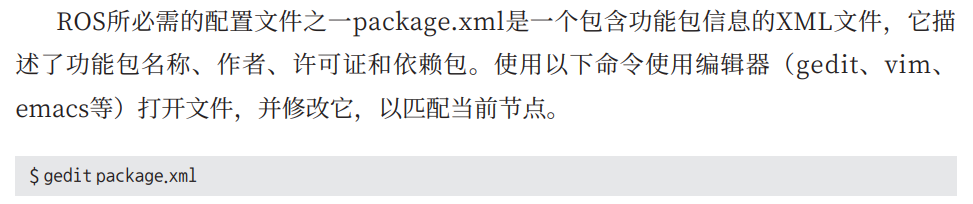 ROS所必需的配置文件之一package.xml是一个包含功能包信息的XML文件，它描
述了功能包名称、作者、许可证和依赖包。使用以下命令使用编辑器（gedit、vim、
emacs等）打开文件，并修改它，以匹配当前节点。
$ gedit package.xml